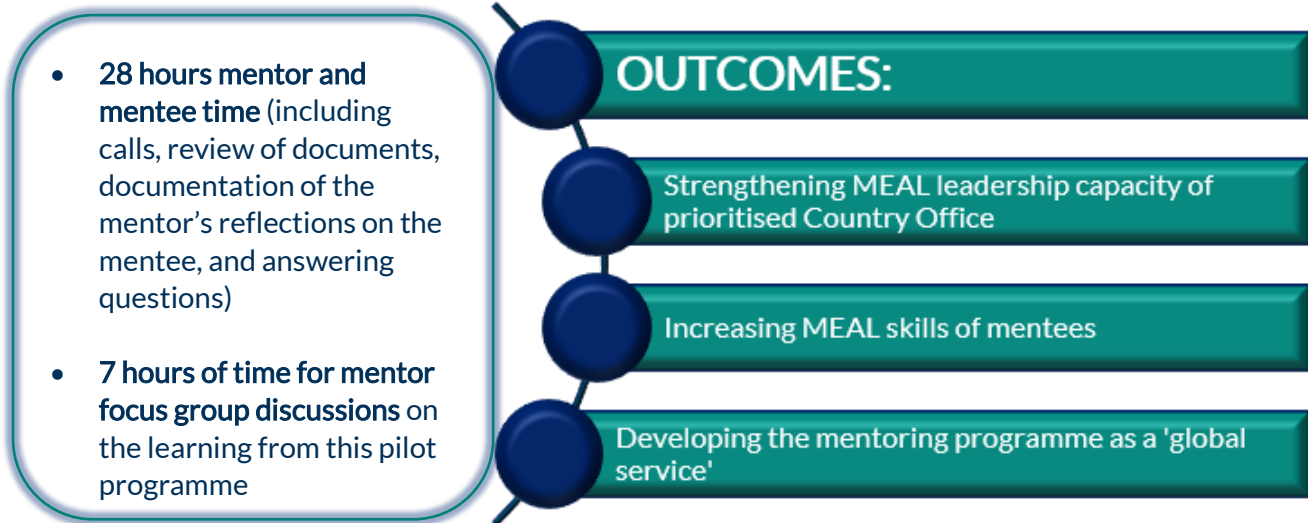 • 28 hours mentor and
mentee time (including
calls, review of documents,
documentation of the
mentor’s reflections on the
mentee, and answering
questions)
• 7 hours of time for mentor
focus group discussions on
the learning from this pilot
programme
OUTCOMES:
Strengthening MEAL leadership capacity of
prioritised Country Office
Increasing MEAL skills of mentees
Developing the mentoring programme as a 'global
service'